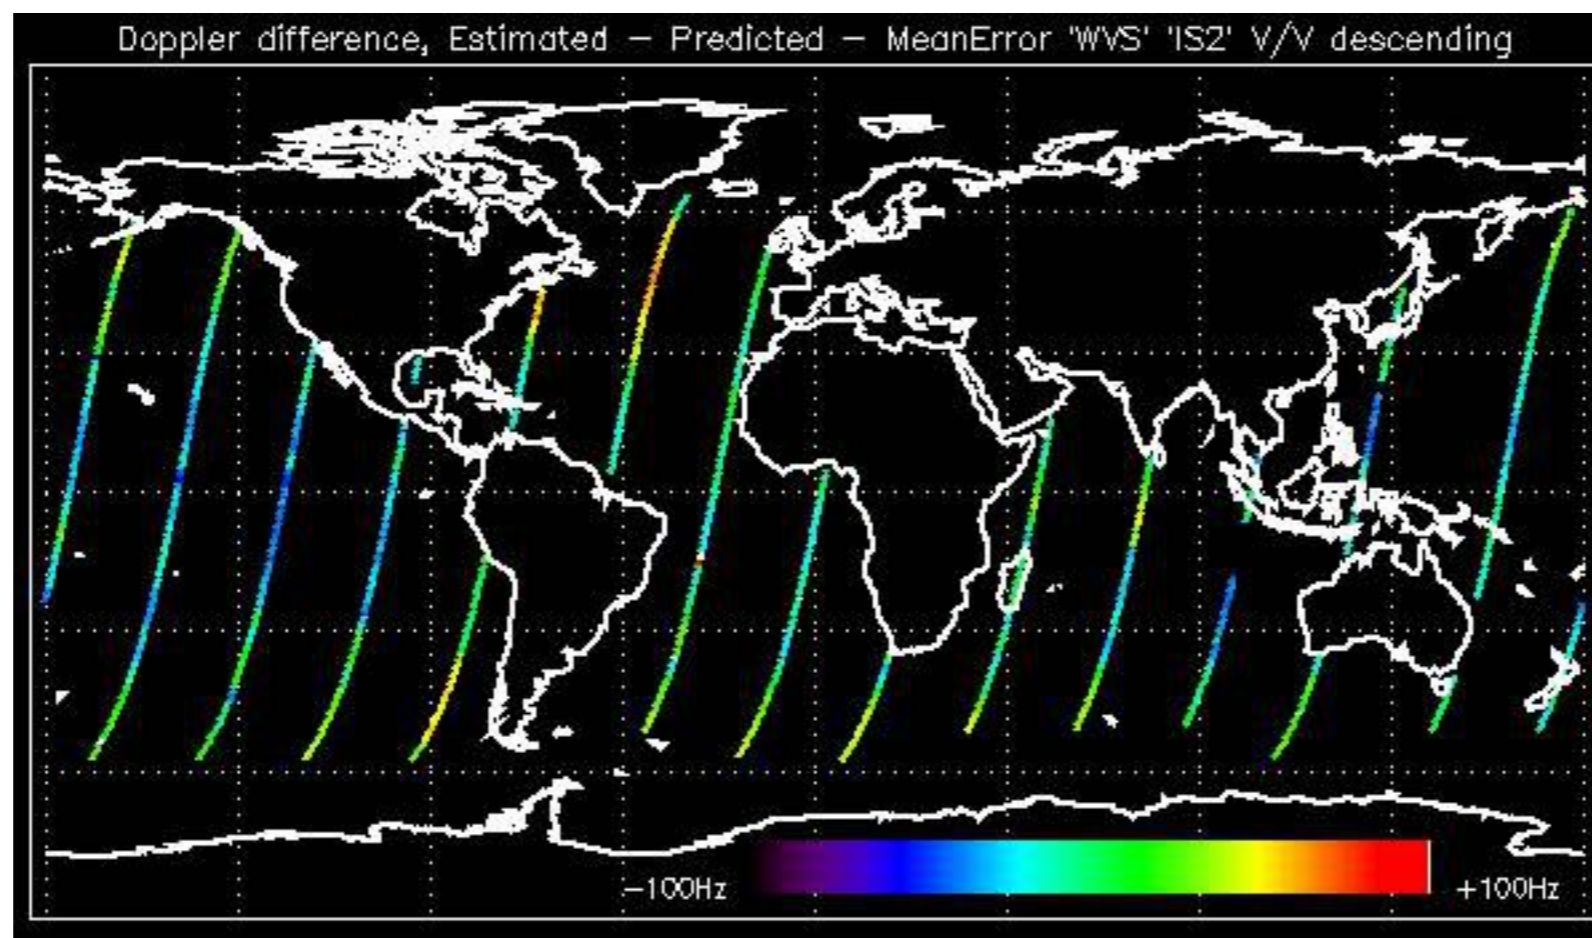 Doppler difference, Estimated – Predicted – MeanError 'WVS' 'IS2' V/V descending
–100Hz +100Hz